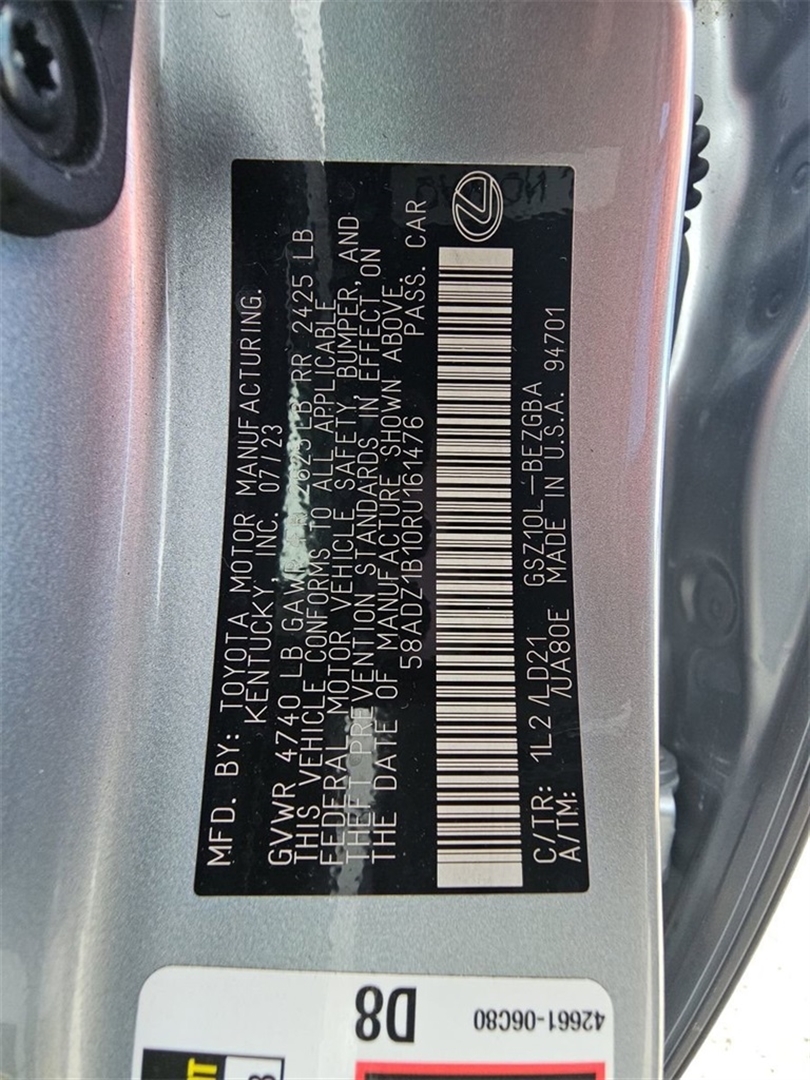 MFD. BY: TOYOTA MOTOR MANUFACTURING.
KENTUCKY INC. 07/23
GVWR 4740 LB GAWR 2625 LB RR 2425 LB
THIS VEHICLE CONFORMS TO ALL APPLICABLE
FEDERAL MOTOR VEHICLE SAFETY, BUMPER, AND
THEFT PREVENTION STANDARDS IN EFFECT ON
THE DATE OF MANUFACTURE SHOWN ABOVE.
58ADZ1B10RU161476 PASS. CAR
C/TR: 1L2 /LD21 GSZ10L-BEZGBA
A/TM: /UA80E MADE IN U.S.A. 94701
D8
42661-06C80